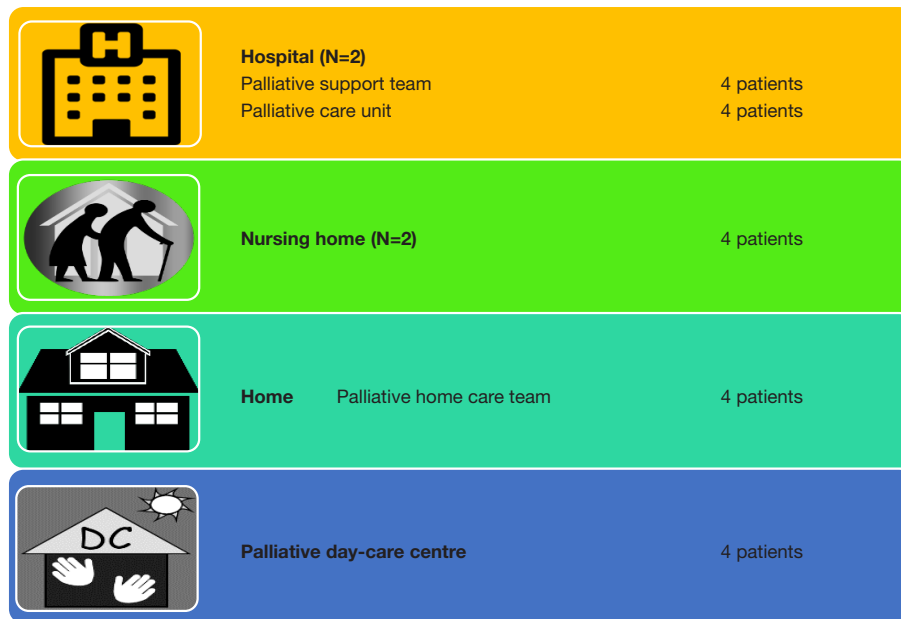 H
Hospital (N=2)
Palliative support team 4 patients
Palliative care unit 4 patients
Nursing home (N=2) 4 patients
Home Palliative home care team 4 patients
DC
Palliative day-care centre 4 patients